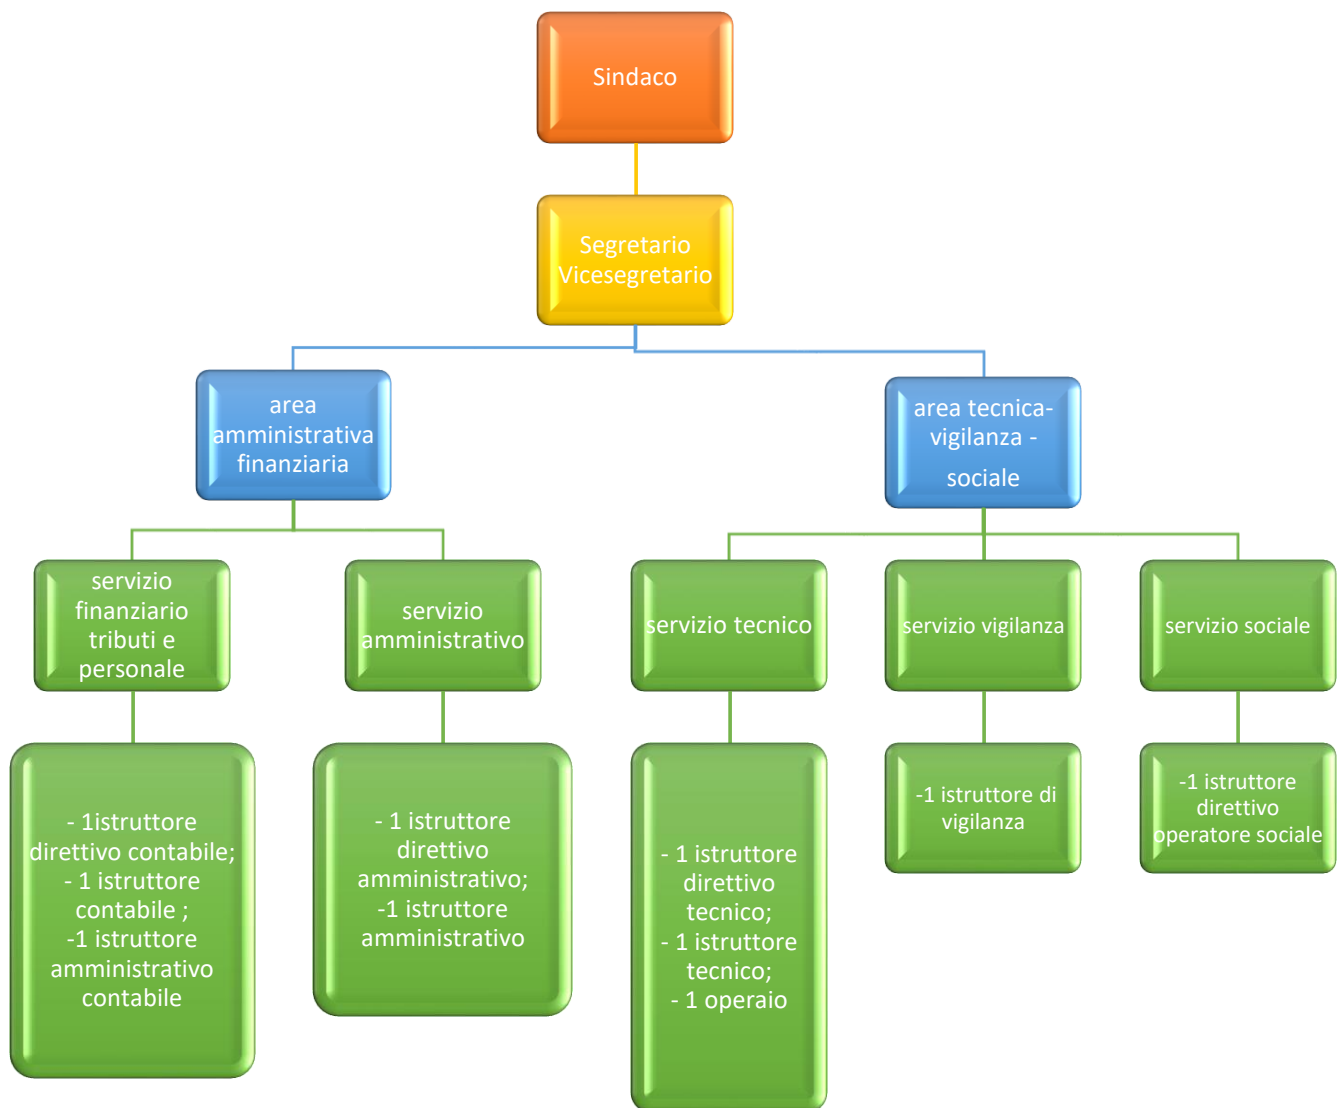 Sindaco
Segretario
Vicesegretario
area
amministrativa
finanziaria
area tecnica-
vigilanza -
sociale
servizio
finanziario
tributi e
personale
servizio
amministrativo
servizio tecnico
servizio vigilanza
servizio sociale
- 1istruttore
direttivo contabile;
- 1 istruttore
contabile ;
-1 istruttore
amministrativo
contabile
- 1 istruttore
direttivo
amministrativo;
-1 istruttore
amministrativo
- 1 istruttore
direttivo
tecnico;
- 1 istruttore
tecnico;
- 1 operaio
-1 istruttore di
vigilanza
-1 istruttore
direttivo
operatore sociale